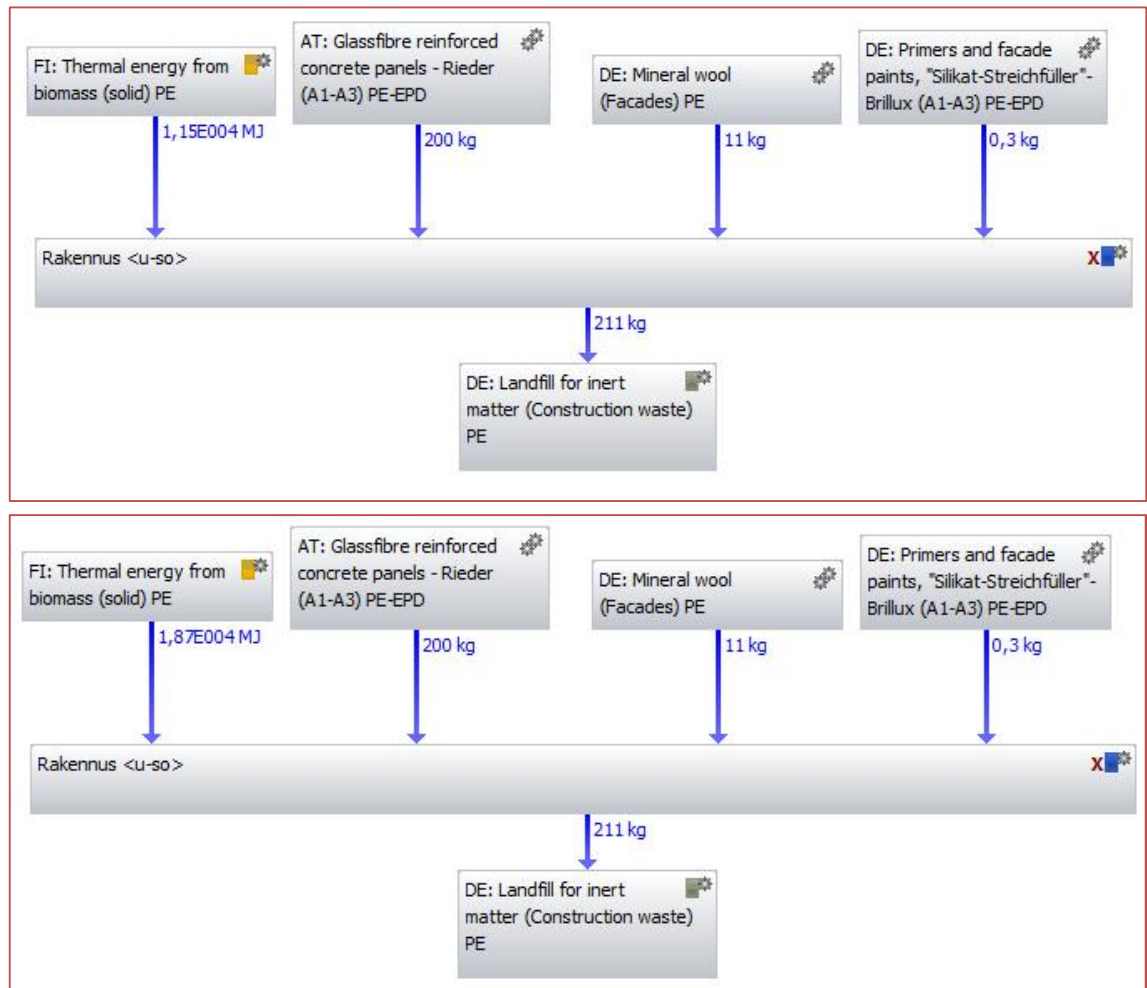 FI: Thermal energy from
biomass (solid) PE
AT: Glassfibre reinforced
concrete panels - Rieder
(A1-A3) PE-EPD
DE: Mineral wool
(Facades) PE
DE: Primers and facade
paints, "Silikat-Streichfüller"-
Brillux (A1-A3) PE-EPD
1,15E004 MJ
200 kg
11 kg
0,3 kg
Rakennus <u-so>
X
211 kg
DE: Landfill for inert
matter (Construction waste)
PE
FI: Thermal energy from
biomass (solid) PE
AT: Glassfibre reinforced
concrete panels - Rieder
(A1-A3) PE-EPD
DE: Mineral wool
(Facades) PE
DE: Primers and facade
paints, "Silikat-Streichfüller"-
Brillux (A1-A3) PE-EPD
1,87E004 MJ
200 kg
11 kg
0,3 kg
Rakennus <u-so>
X
211 kg
DE: Landfill for inert
matter (Construction waste)
PE